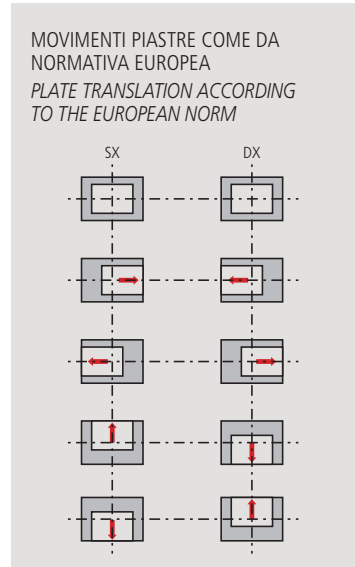 MOVIMENTI PIASTRE COME DA
NORMATIVA EUROPEA
PLATE TRANSLATION ACCORDING
TO THE EUROPEAN NORM
SX DX